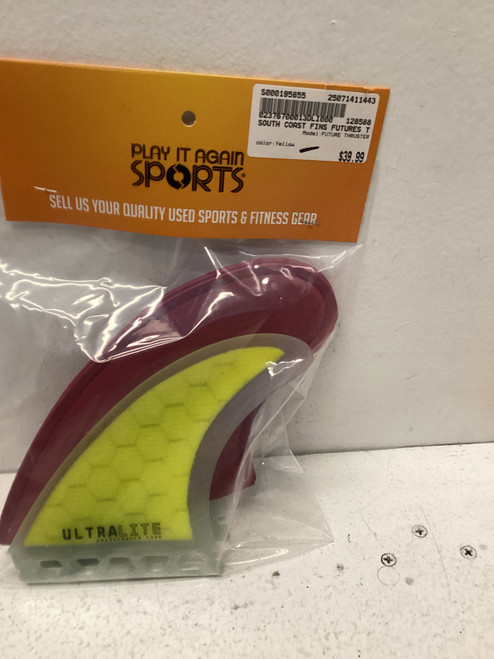 S000195855 25071411443
02378700013DLI000 128588
SOUTH COAST FINS FUTURES T
Model:FUTURE THRUSTER
color:Yellow
$39.99
PLAY IT AGAIN
SPORTS
SELL US YOUR QUALITY USED SPORTS & FITNESS GEAR
ULTRALITE